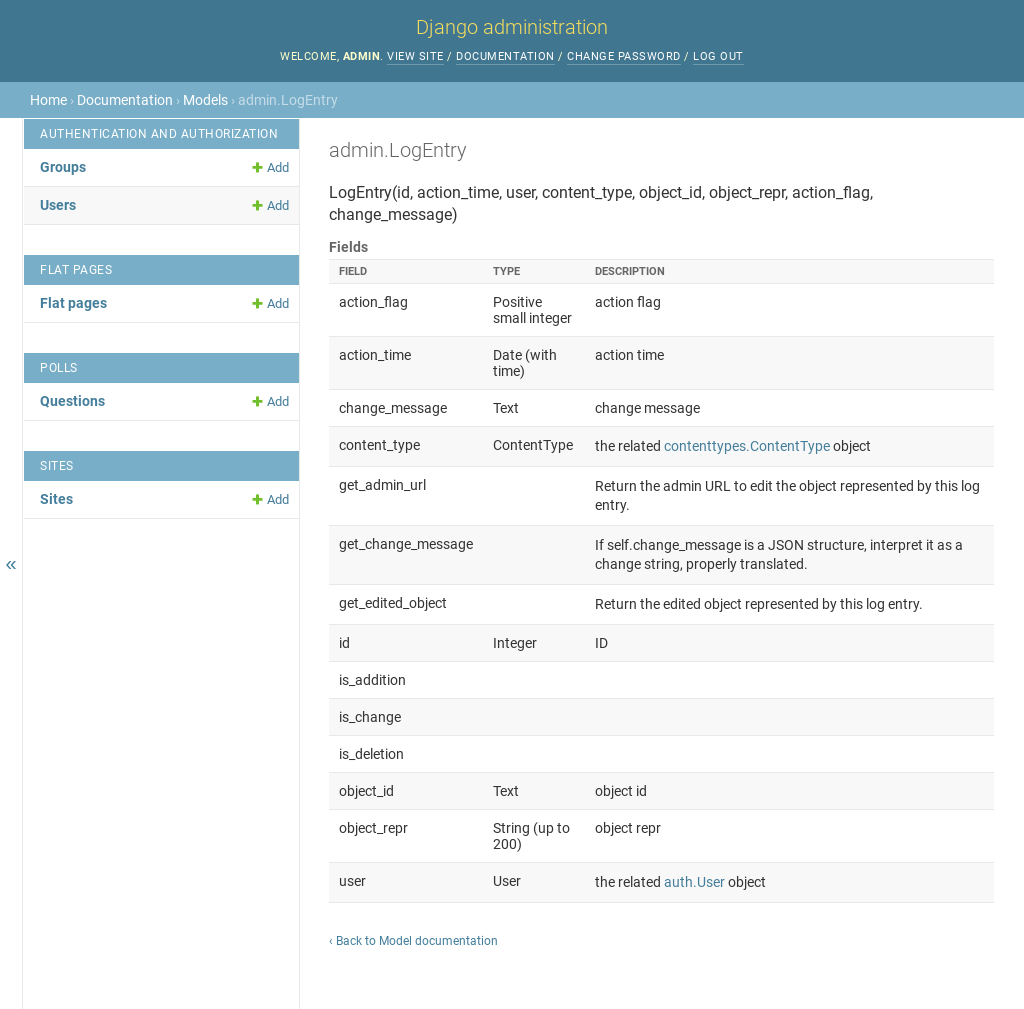 Django administration
WELCOME, ADMIN. VIEW SITE / DOCUMENTATION / CHANGE PASSWORD / LOG OUT
Home › Documentation › Models › admin.LogEntry
AUTHENTICATION AND AUTHORIZATION
Groups Add
Users Add
FLAT PAGES
Flat pages Add
POLLS
Questions Add
SITES
Sites Add
«
admin.LogEntry
LogEntry(id, action_time, user, content_type, object_id, object_repr, action_flag,
change_message)
Fields
FIELD TYPE DESCRIPTION
action_flag Positive action flag
small integer
action_time Date (with action time
time)
change_message Text change message
content_type ContentType the related contenttypes.ContentType object
get_admin_url Return the admin URL to edit the object represented by this log
entry.
get_change_message If self.change_message is a JSON structure, interpret it as a
change string, properly translated.
get_edited_object Return the edited object represented by this log entry.
id Integer ID
is_addition
is_change
is_deletion
object_id Text object id
object_repr String (up to object repr
200)
user User the related auth.User object
‹ Back to Model documentation